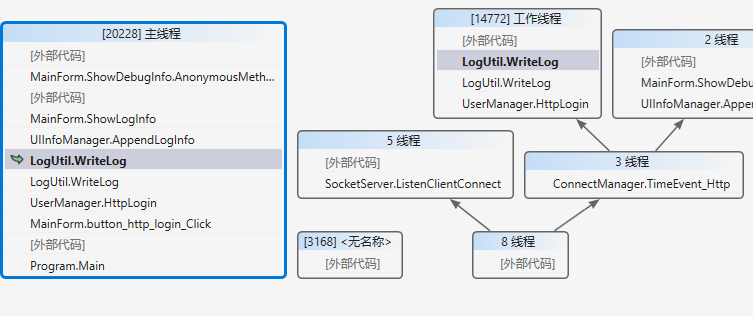 [20228] 主线程
[外部代码]
MainForm.ShowDebugInfo.AnonymousMeth...
[外部代码]
MainForm.ShowLogInfo
UIInfoManager.AppendLogInfo
LogUtil.WriteLog
LogUtil.WriteLog
UserManager.HttpLogin
MainForm.button_http_login_Click
[外部代码]
Program.Main
[14772] 工作线程
[外部代码]
LogUtil.WriteLog
LogUtil.WriteLog
UserManager.HttpLogin
2 线程
[外部代码]
MainForm.ShowDebu
UIInfoManager.Appen
5 线程
[外部代码]
SocketServer.ListenClientConnect
3 线程
ConnectManager.TimeEvent_Http
[3168] <无名称>
[外部代码]
8 线程
[外部代码]